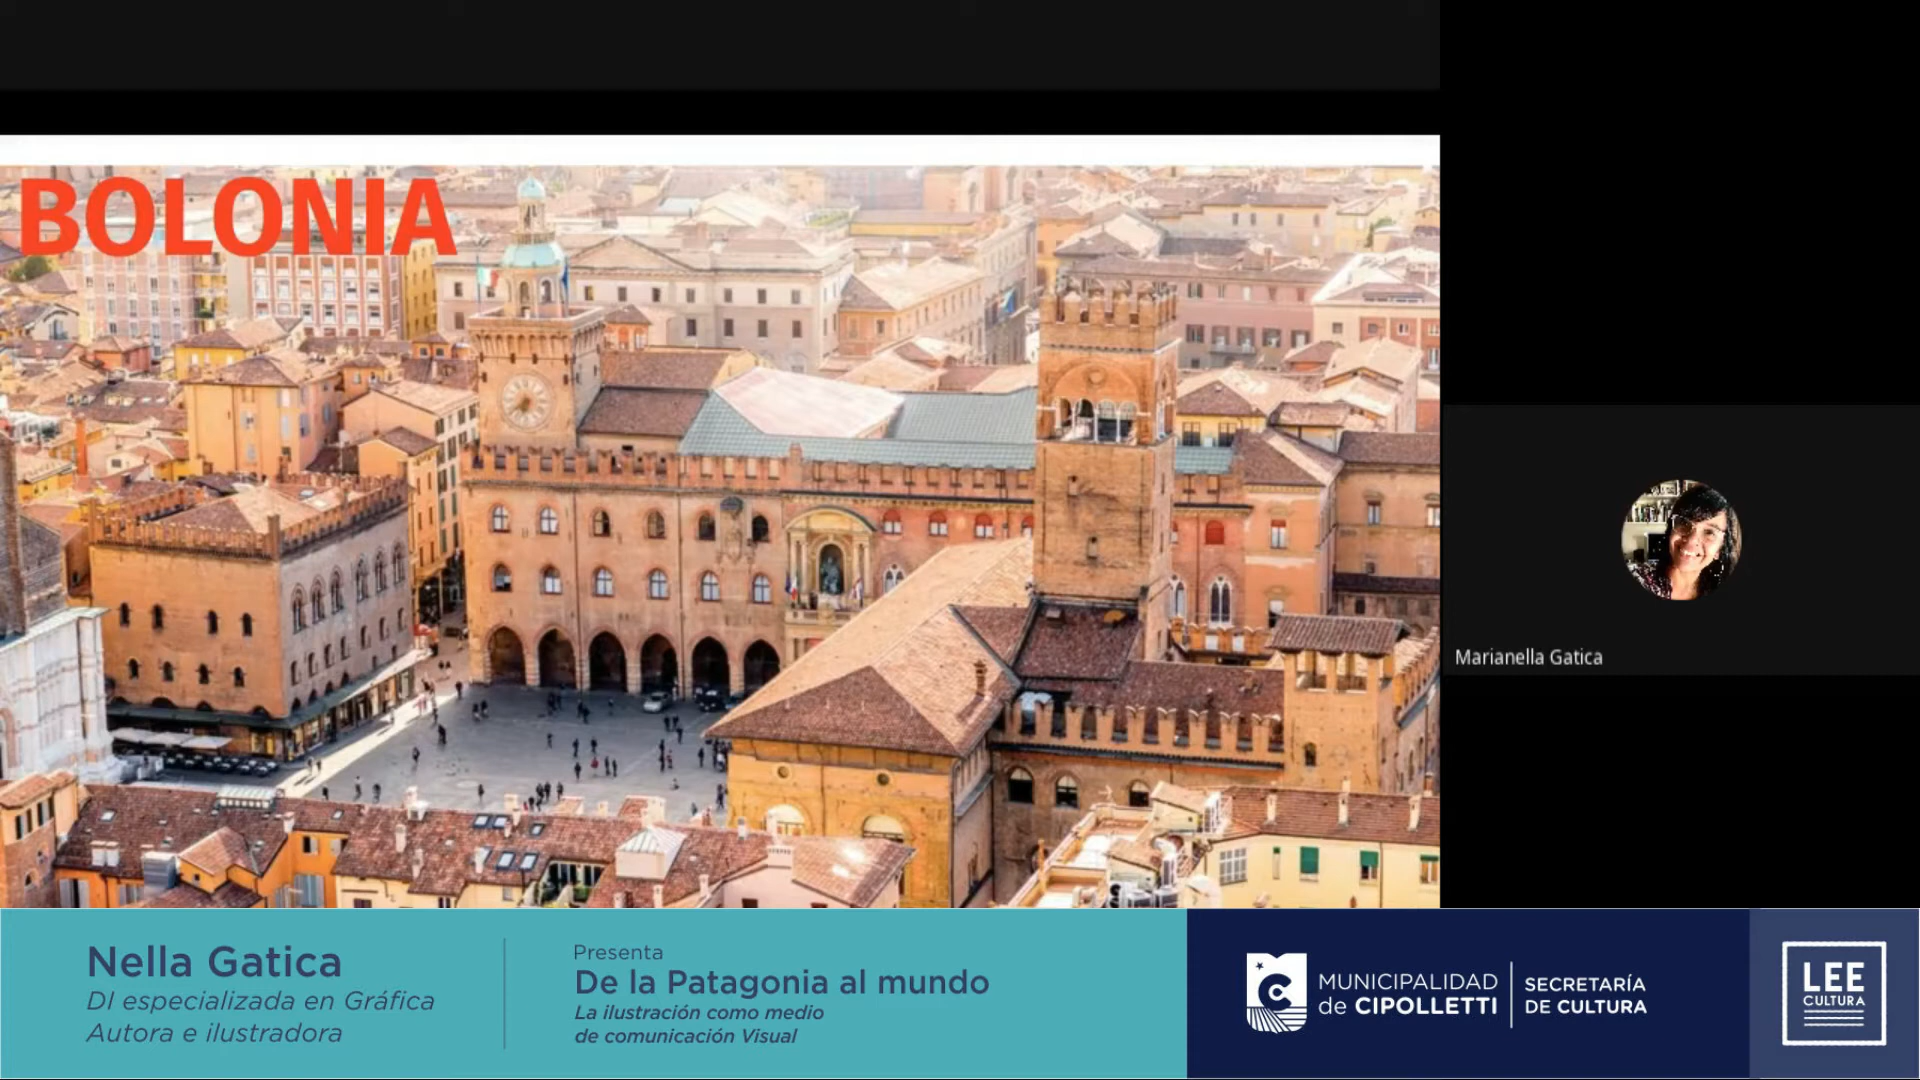 BOLONIA
Marianella Gatica
Nella Gatica
DI especializada en Gráfica
Autora e ilustradora
Presenta
De la Patagonia al mundo
La ilustración como medio
de comunicación Visual
MUNICIPALIDAD
de CIPOLLETTI
SECRETARÍA
DE CULTURA
LEE
CULTURA